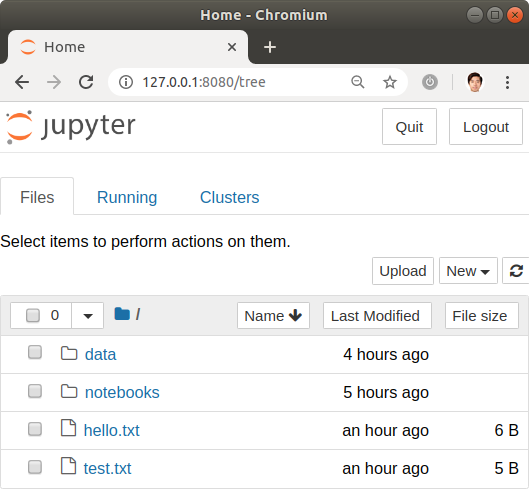 Home - Chromium
Home
127.0.0.1:8080/tree
jupyter Quit Logout
Files Running Clusters
Select items to perform actions on them.
Upload New
0 / Name Last Modified File size
data 4 hours ago
notebooks 5 hours ago
hello.txt an hour ago 6 B
test.txt an hour ago 5 B